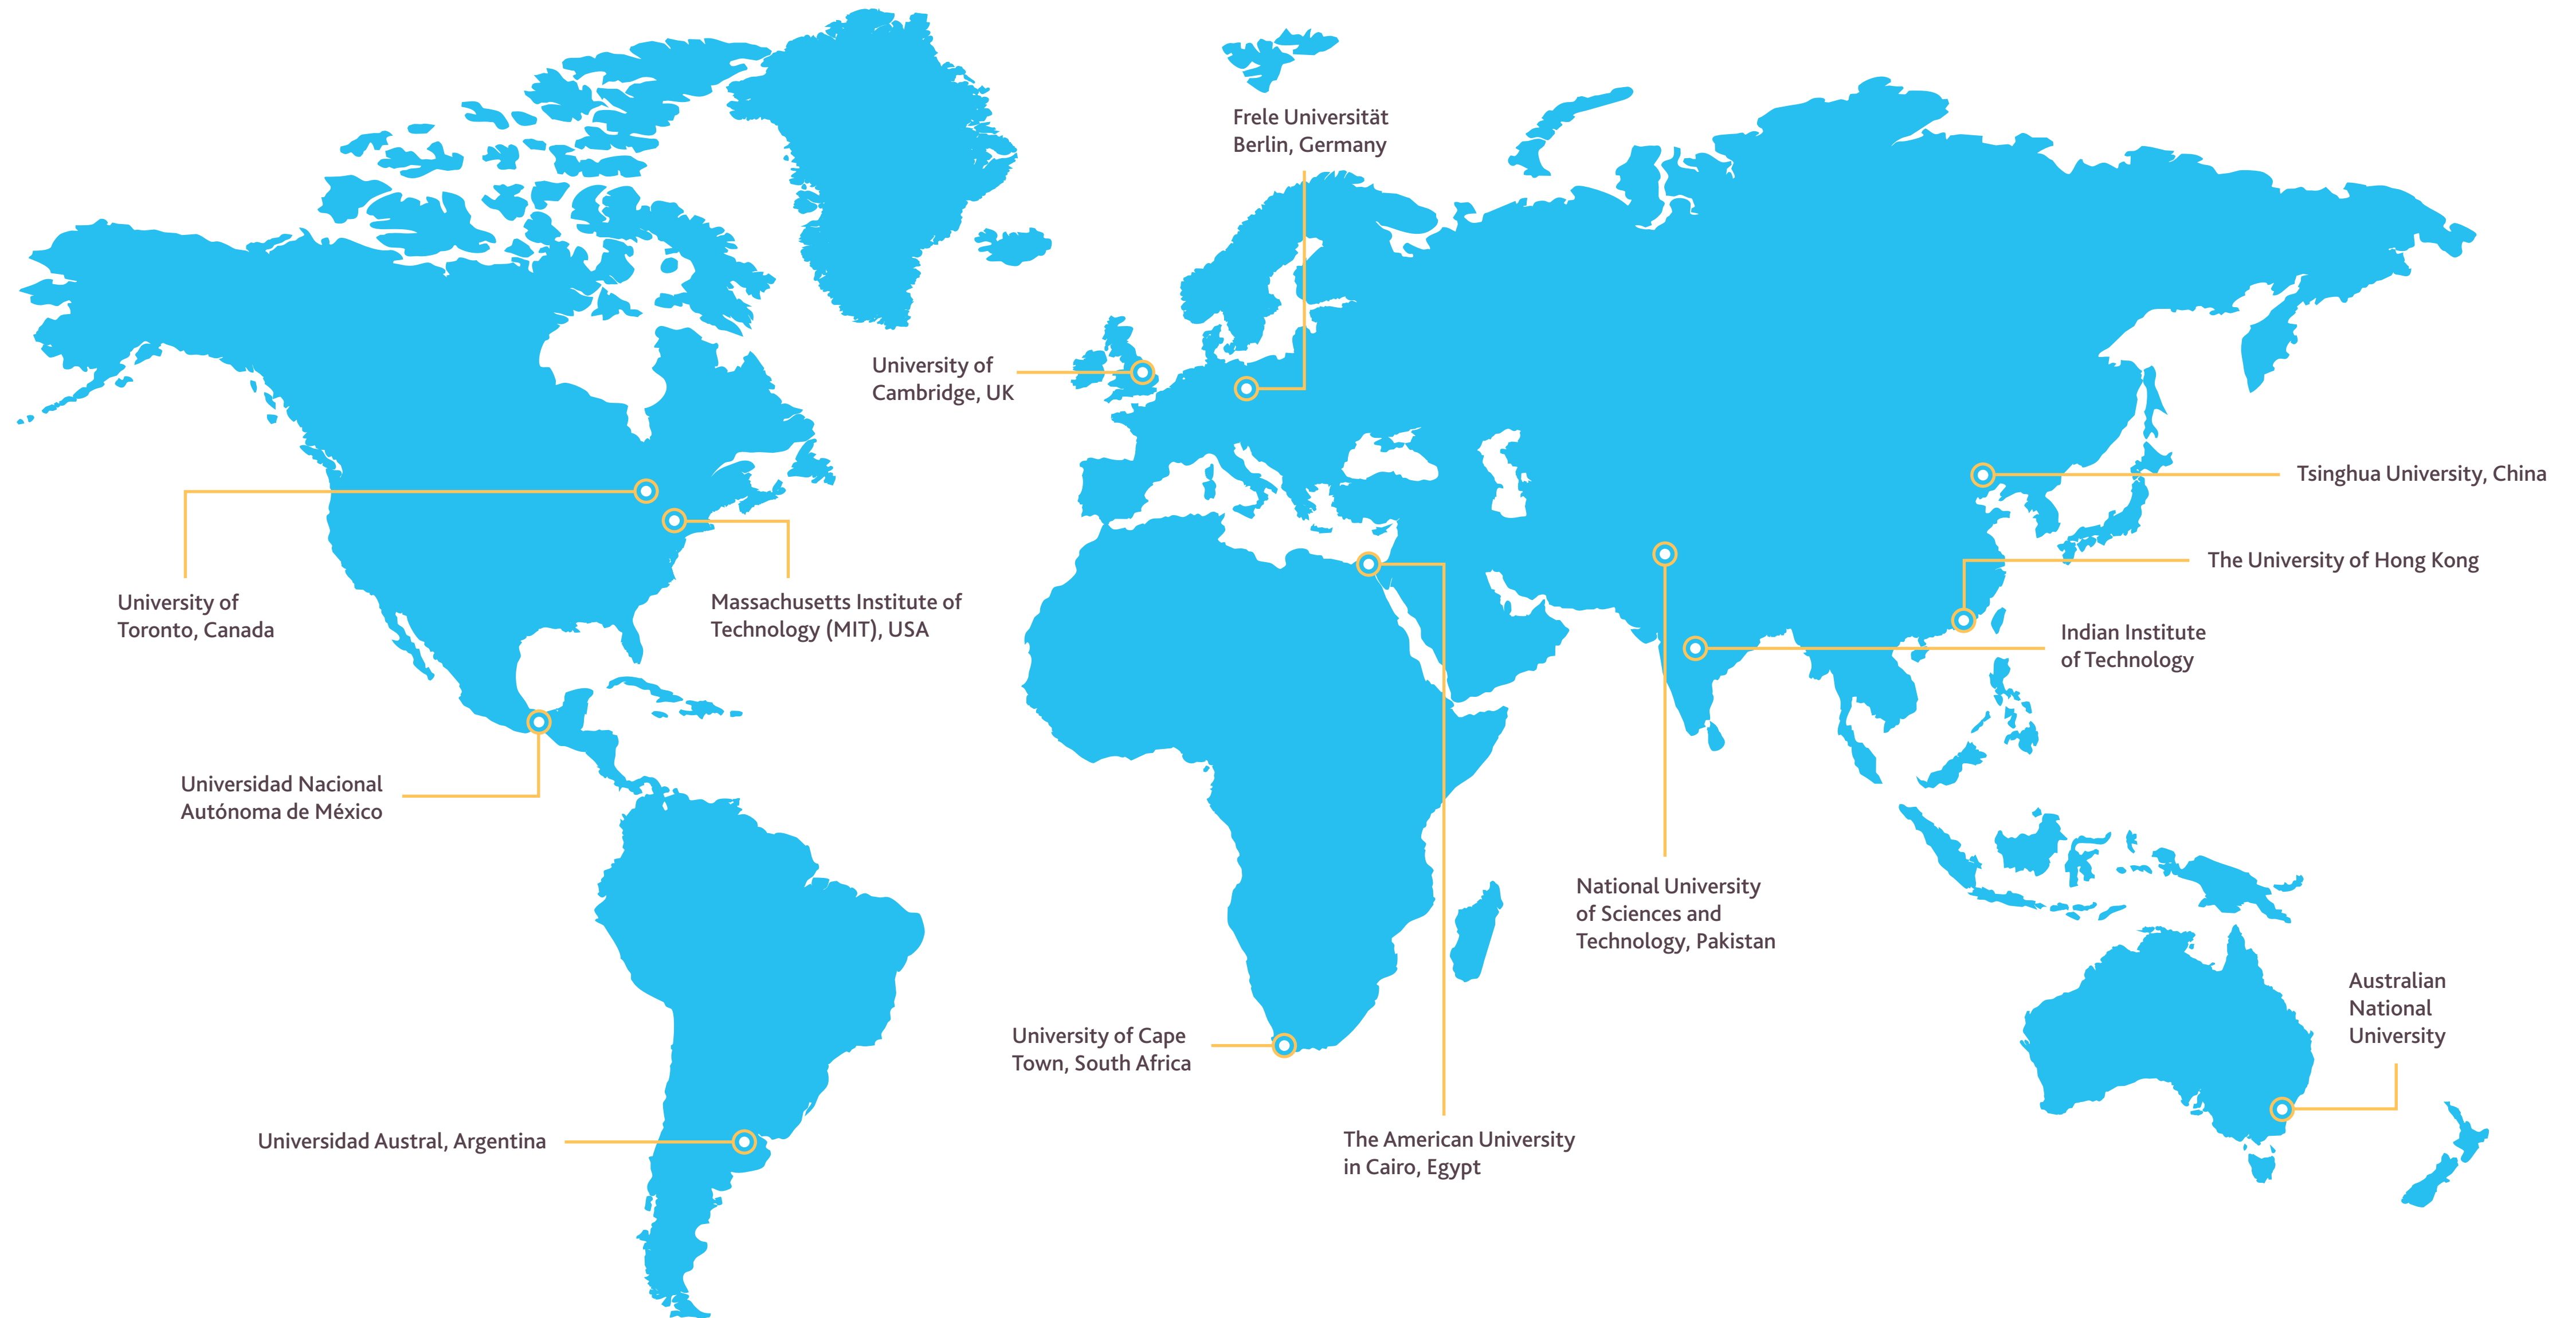 Frele Universität
Berlin, Germany
University of
Cambridge, UK
Tsinghua University, China
The University of Hong Kong
University of
Toronto, Canada
Massachusetts Institute of
Technology (MIT), USA
Indian Institute
of Technology
Universidad Nacional
Autónoma de México
National University
of Sciences and
Technology, Pakistan
Australian
National
University
University of Cape
Town, South Africa
Universidad Austral, Argentina
The American University
in Cairo, Egypt